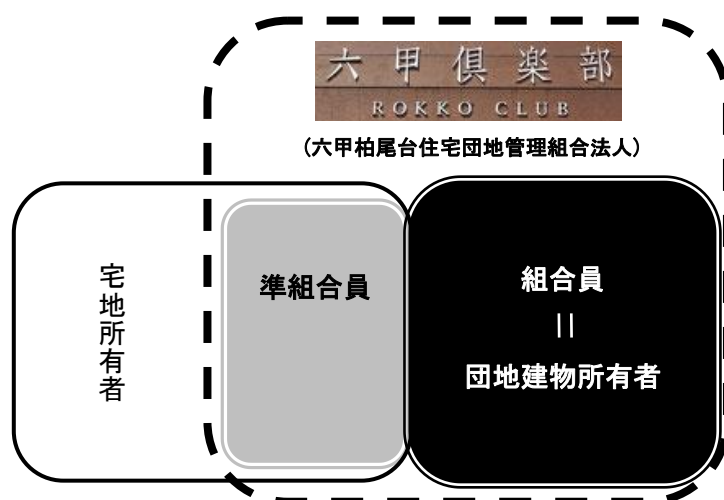 六甲倶楽部
ROKKO CLUB
(六甲柏尾台住宅団地管理組合法人)
宅地所有者
準組合員
組合員
||
団地建物所有者